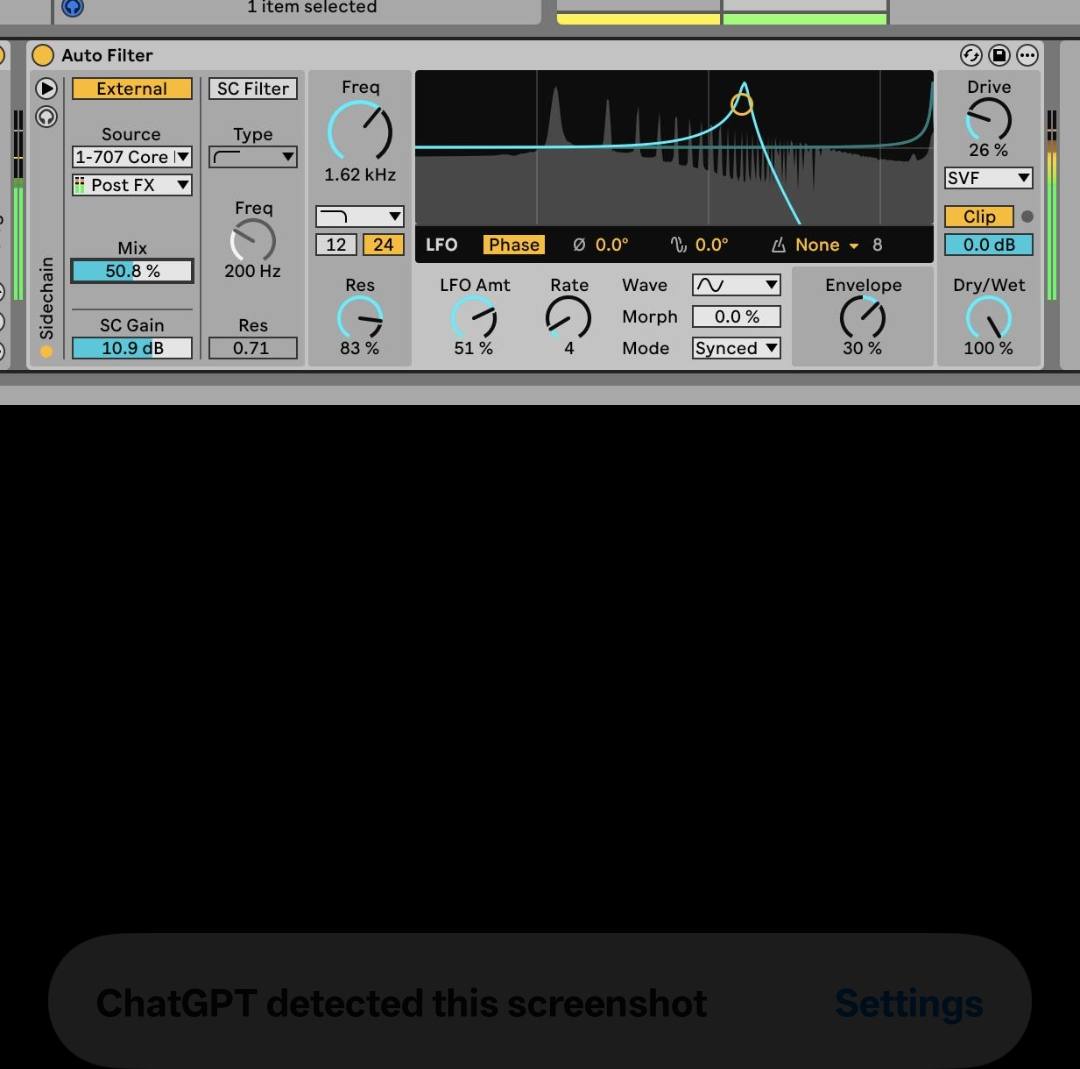 1 item selected
Auto Filter
External
SC Filter
Freq
Drive
Source
Type
1-707 Core
26 %
Post FX
1.62 kHz
SVF
Freq
Clip
Mix
12 24
LFO Phase Ø 0.0° 0.0° None 8
0.0 dB
50.8 %
200 Hz
Sidechain
Res
LFO Amt
Rate
Wave
Envelope
Dry/Wet
Morph
0.0 %
SC Gain
Res
10.9 dB
0.71
83 %
51 %
4
Mode
Synced
30 %
100 %
ChatGPT detected this screenshot
Settings